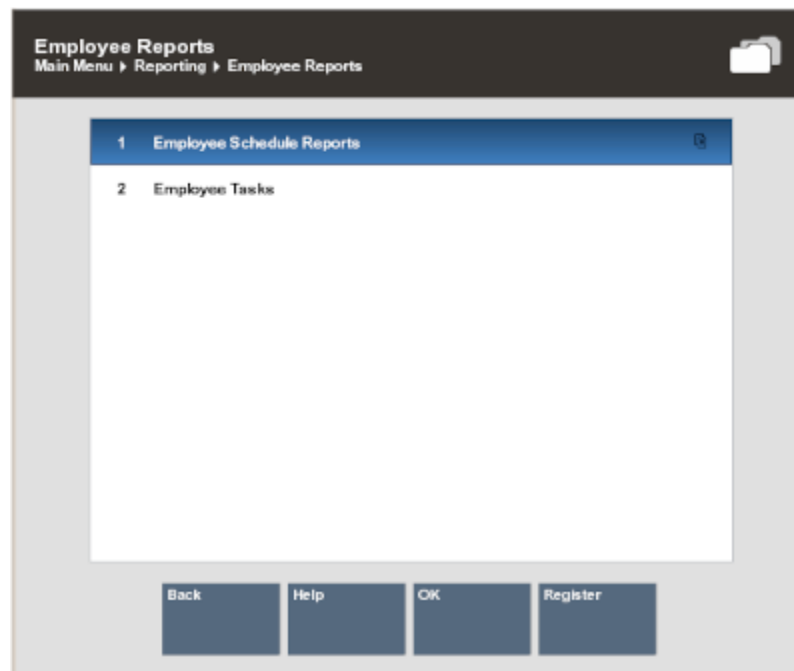 Employee Reports
Main Menu ▸ Reporting ▸ Employee Reports
1 Employee Schedule Reports
2 Employee Tasks
Back Help OK Register